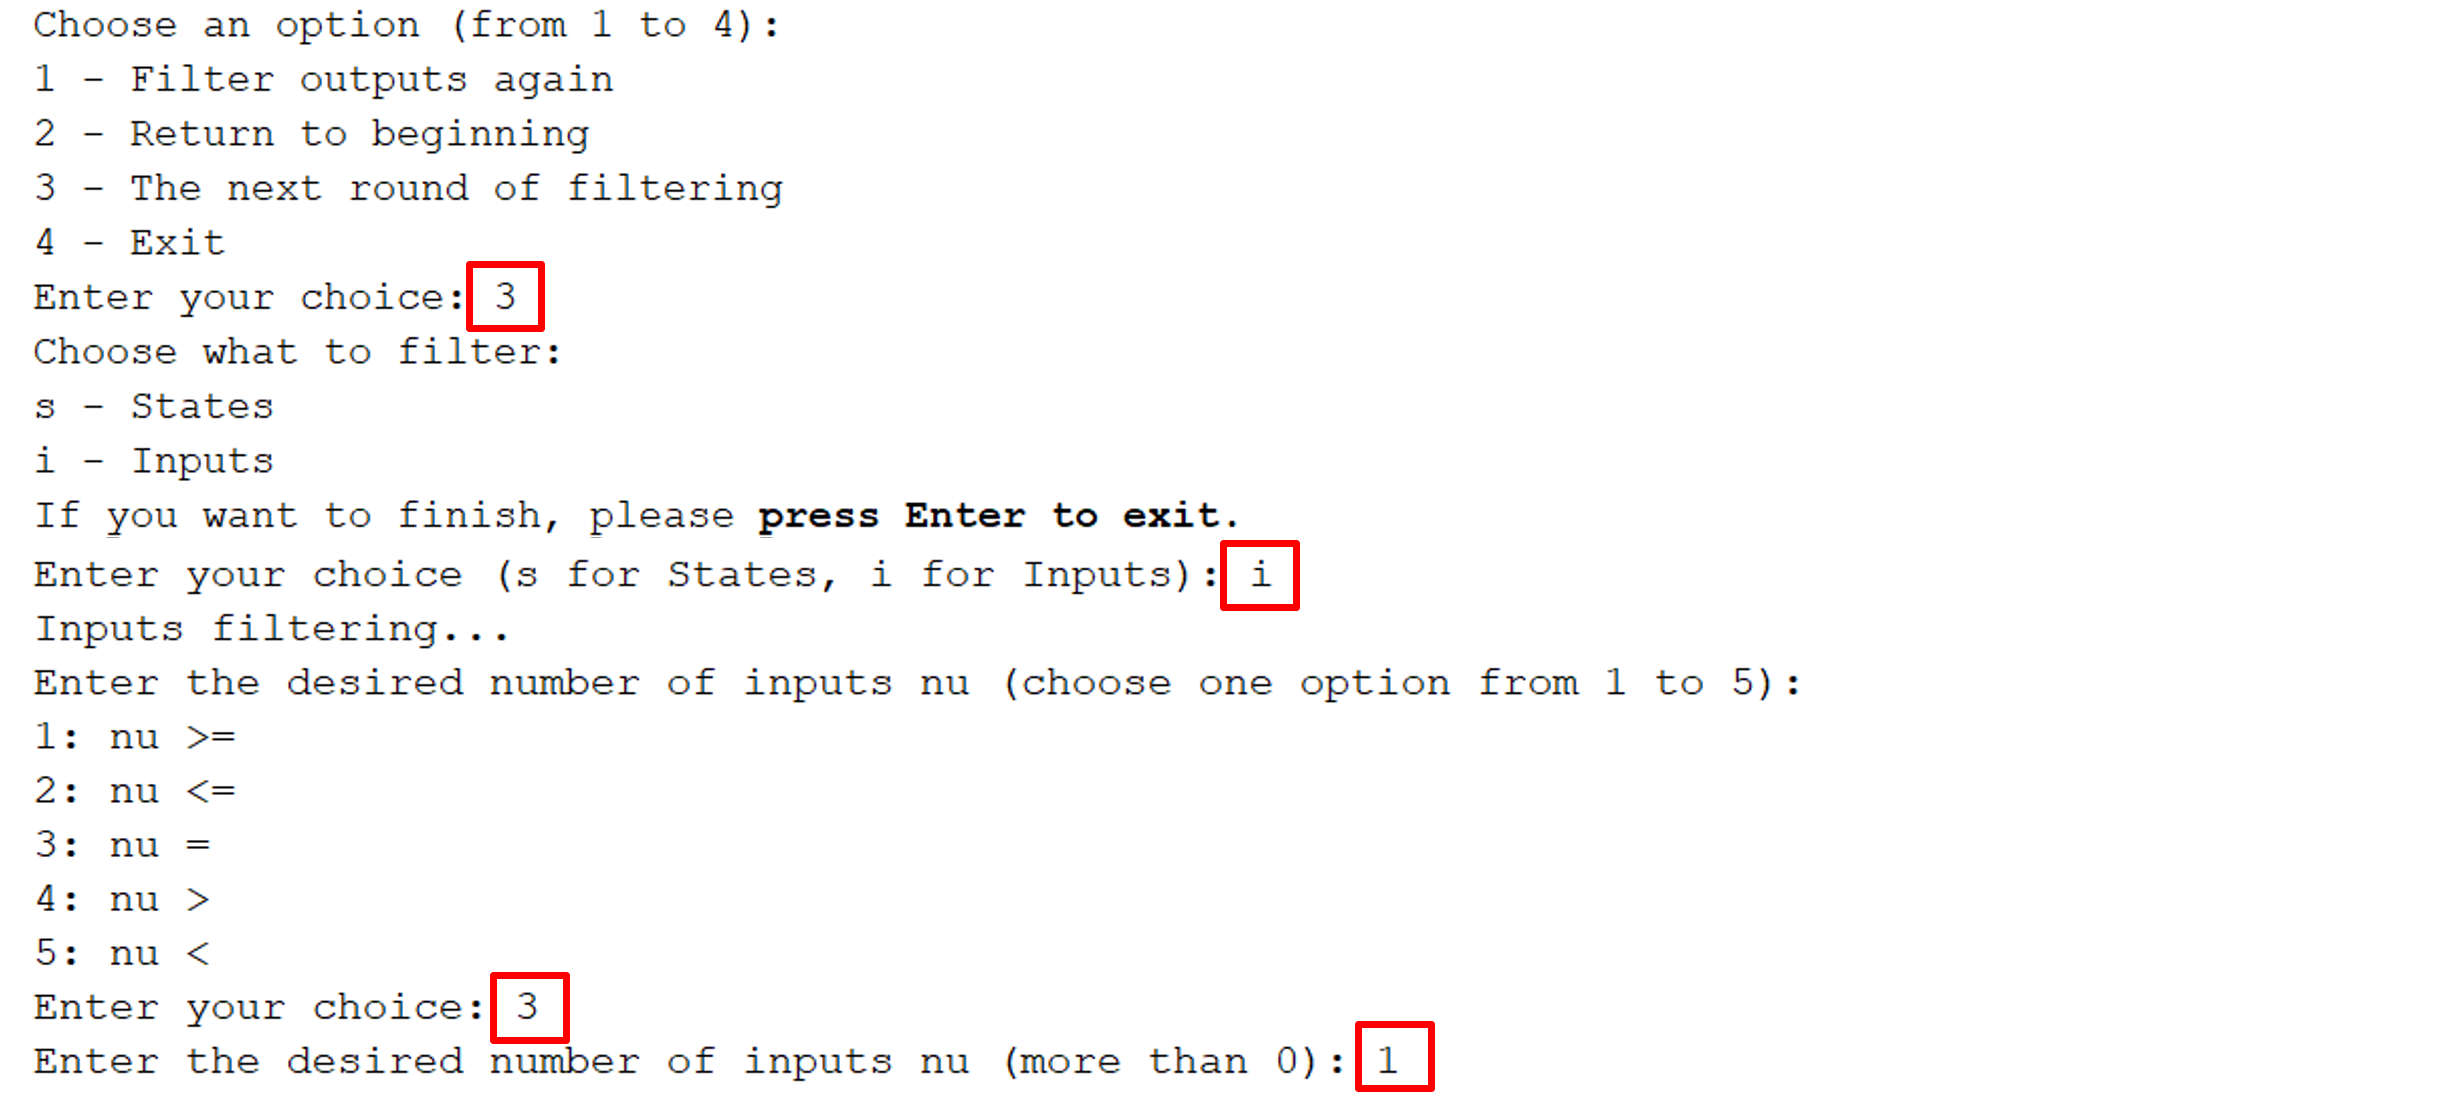 Choose an option (from 1 to 4):
1 - Filter outputs again
2 - Return to beginning
3 - The next round of filtering
4 - Exit
Enter your choice: 3
Choose what to filter:
s - States
i - Inputs
If you want to finish, please press Enter to exit.
Enter your choice (s for States, i for Inputs): i
Inputs filtering...
Enter the desired number of inputs nu (choose one option from 1 to 5):
1: nu >=
2: nu <=
3: nu =
4: nu >
5: nu <
Enter your choice: 3
Enter the desired number of inputs nu (more than 0): 1